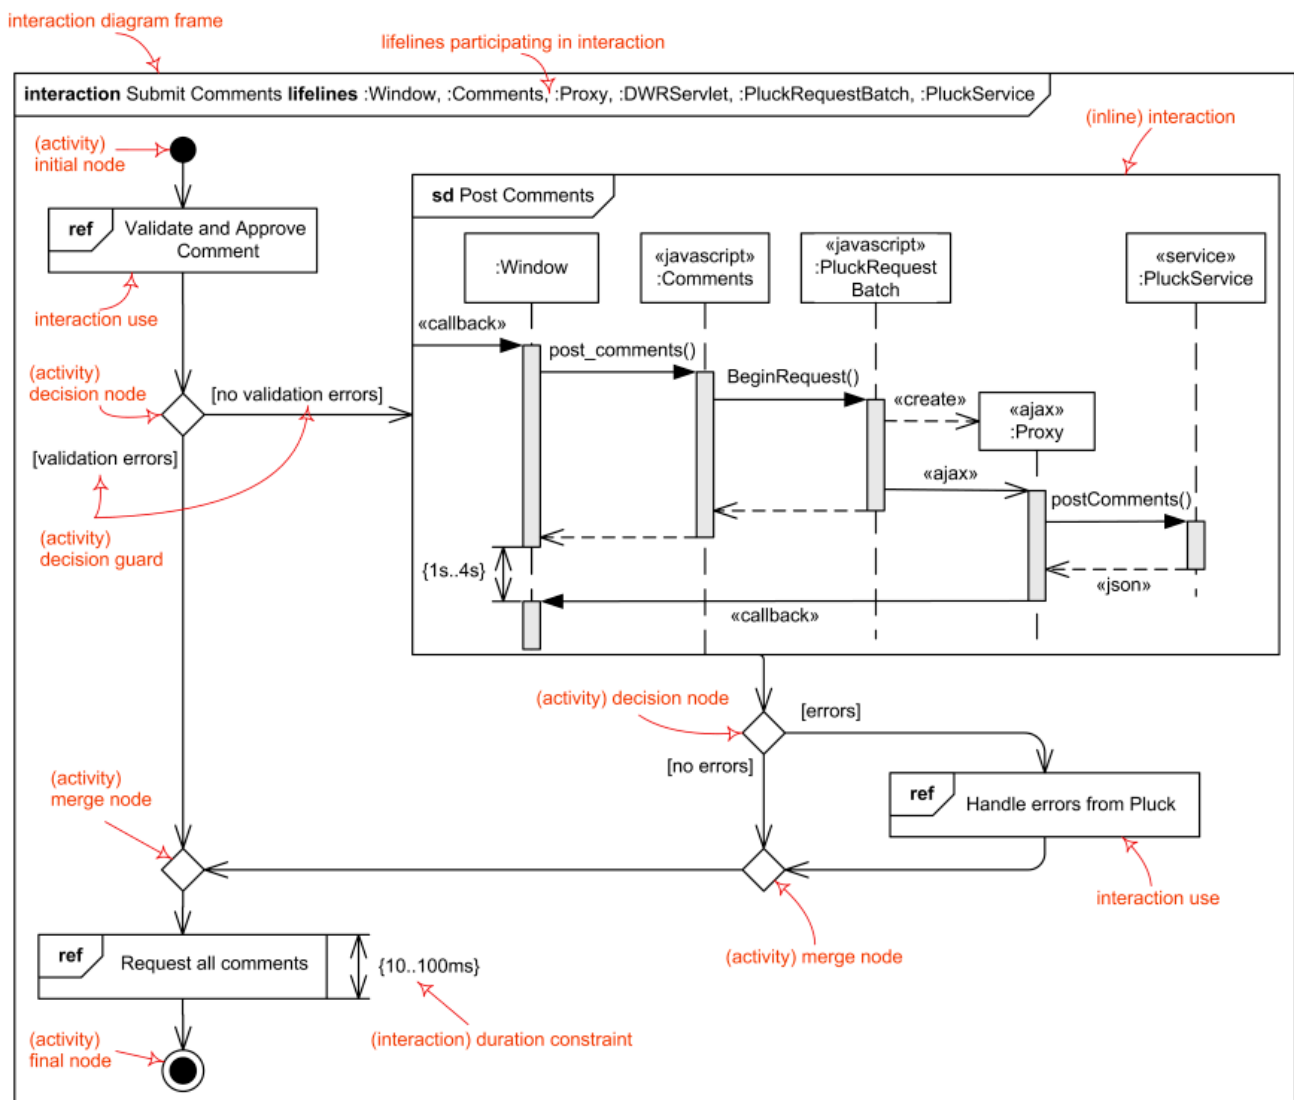 interaction diagram frame
lifelines participating in interaction
interaction Submit Comments lifelines :Window, :Comments, :Proxy, :DWRServlet, :PluckRequestBatch, :PluckService
(inline) interaction
(activity)
initial node
sd Post Comments
ref
Validate and Approve
Comment
:Window
«javascript»
:Comments
«javascript»
:PluckRequest
Batch
«service»
:PluckService
interaction use
«callback»
post_comments()
(activity)
decision node
[no validation errors]
BeginRequest()
«create»
«ajax»
:Proxy
[validation errors]
«ajax»
postComments()
(activity)
decision guard
{1s..4s}
«json»
«callback»
(activity) decision node
[errors]
[no errors]
(activity)
merge node
ref
Handle errors from Pluck
interaction use
ref
Request all comments
{10..100ms}
(activity) merge node
(activity)
final node
(interaction) duration constraint